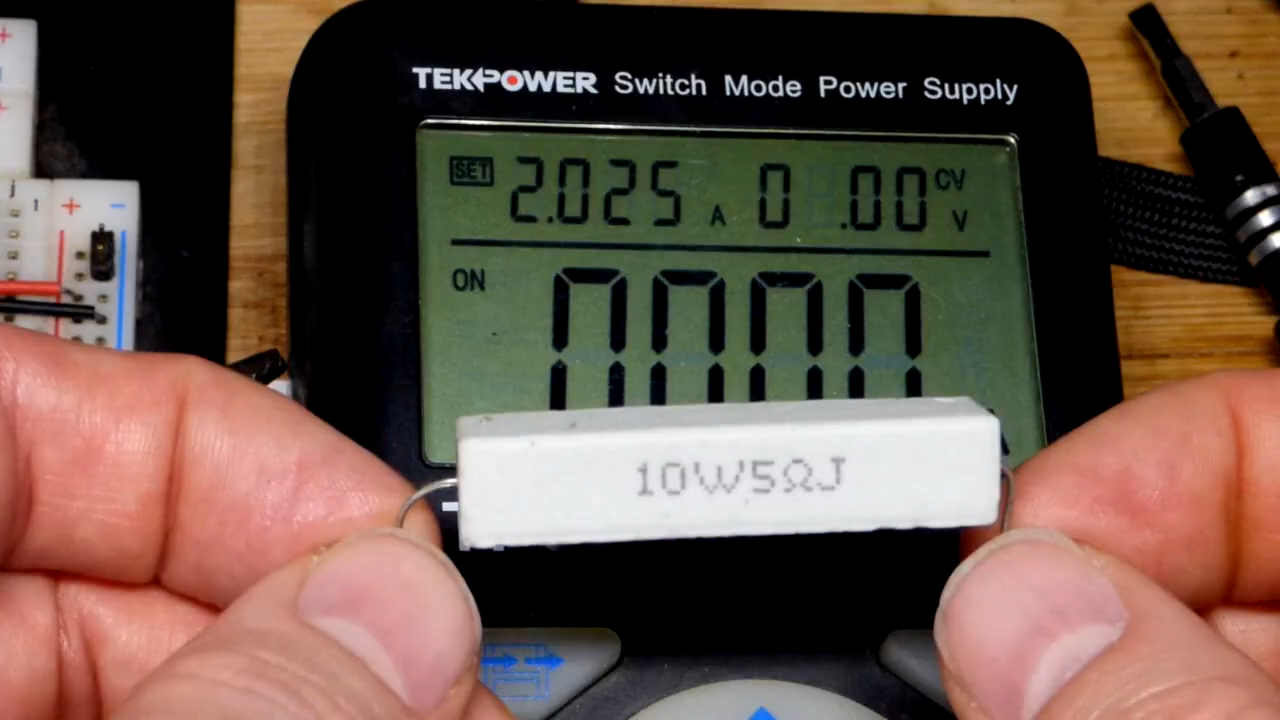 TEKPOWER Switch Mode Power Supply
SET 2.025 A 0.00 CV V
ON 0000
10W5ΩJ
j
+ −
+
+